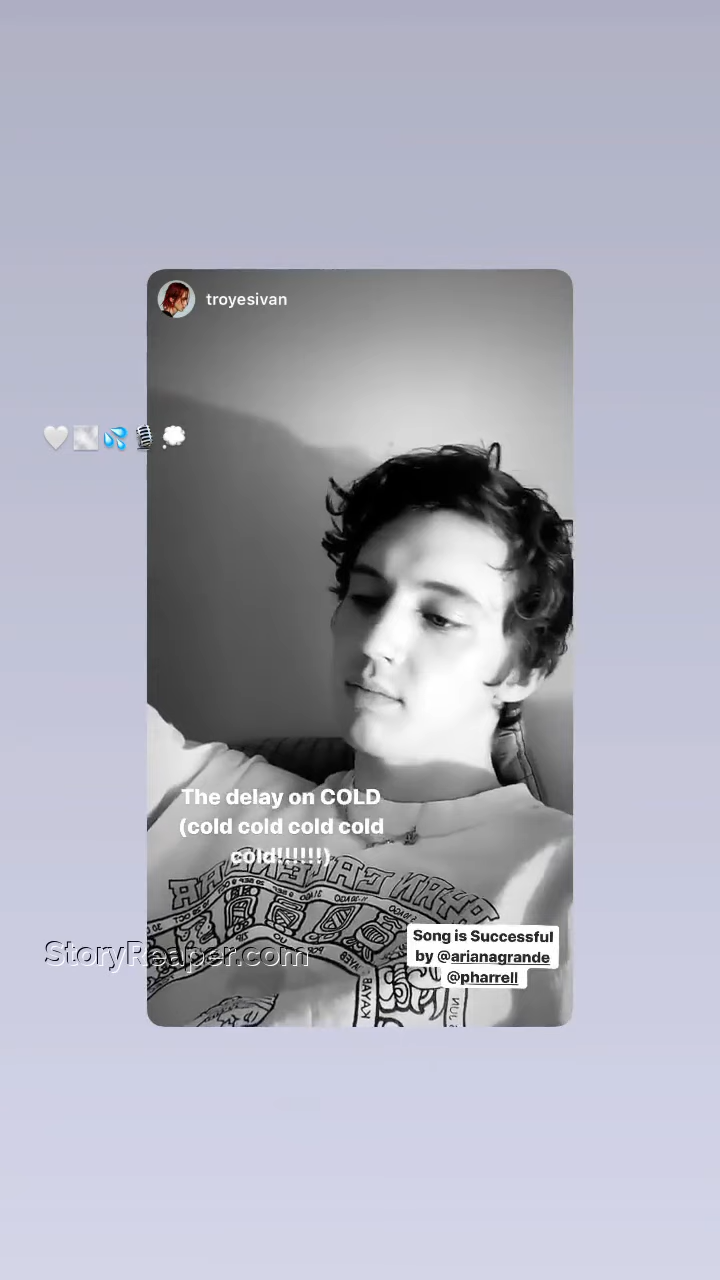 troyesivan
🤍◻️💦🎙️💭
The delay on COLD
(cold cold cold cold
cold!!!!!!)
Song is Successful
by @arianagrande
@pharrell
StoryReaper.com